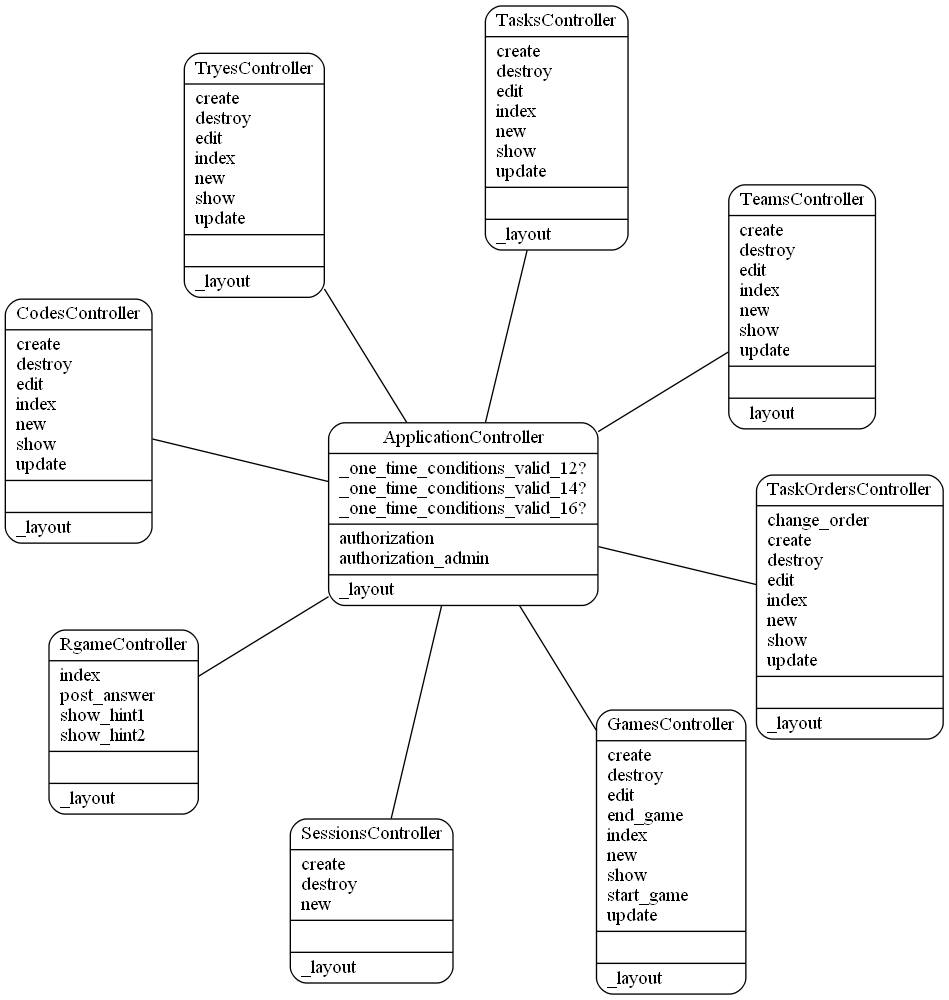 TasksController
create
destroy
edit
index
new
show
update
_layout
TryesController
create
destroy
edit
index
new
show
update
_layout
TeamsController
create
destroy
edit
index
new
show
update
_layout
CodesController
create
destroy
edit
index
new
show
update
_layout
ApplicationController
_one_time_conditions_valid_12?
_one_time_conditions_valid_14?
_one_time_conditions_valid_16?
authorization
authorization_admin
_layout
TaskOrdersController
change_order
create
destroy
edit
index
new
show
update
_layout
RgameController
index
post_answer
show_hint1
show_hint2
_layout
GamesController
create
destroy
edit
end_game
index
new
show
start_game
update
_layout
SessionsController
create
destroy
new
_layout